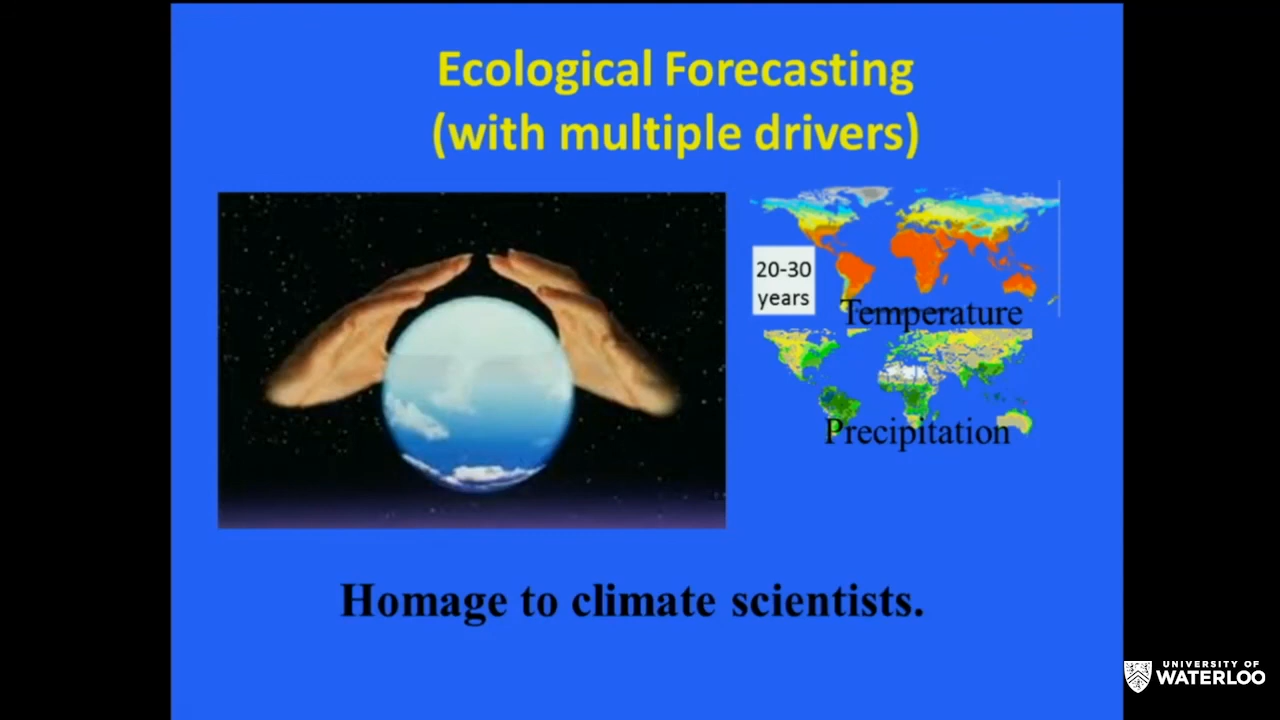 Ecological Forecasting
(with multiple drivers)
20-30
years
Temperature
Precipitation
Homage to climate scientists.
UNIVERSITY OF
WATERLOO